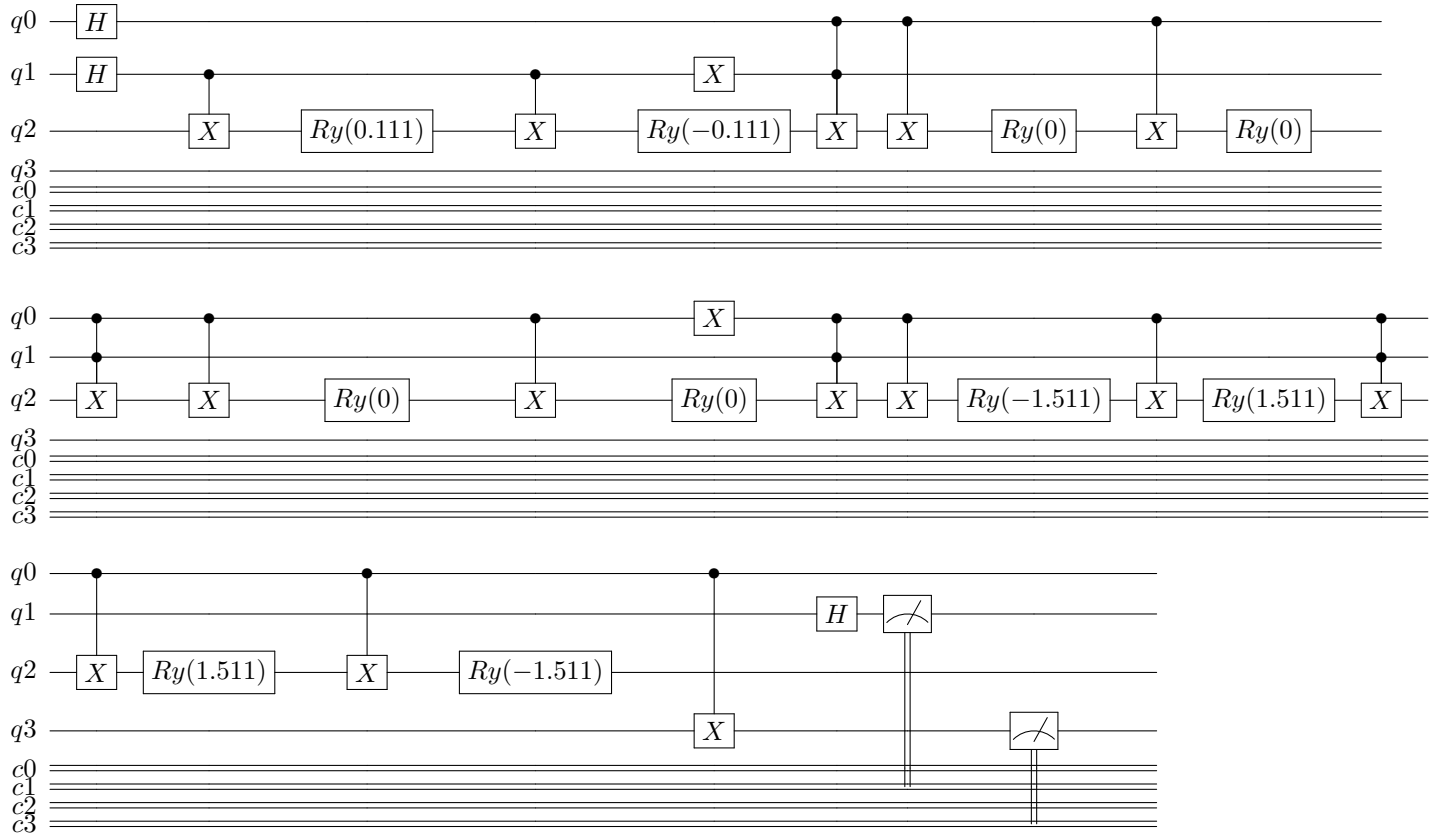 q0 H
q1 H X
q2 X Ry(0.111) X Ry(−0.111) X X Ry(0) X Ry(0)
q3
c0
c1
c2
c3
q0 X
q1
q2 X X Ry(0) X Ry(0) X X Ry(−1.511) X Ry(1.511) X
q3
c0
c1
c2
c3
q0
q1 H
q2 X Ry(1.511) X Ry(−1.511)
q3 X
c0
c1
c2
c3